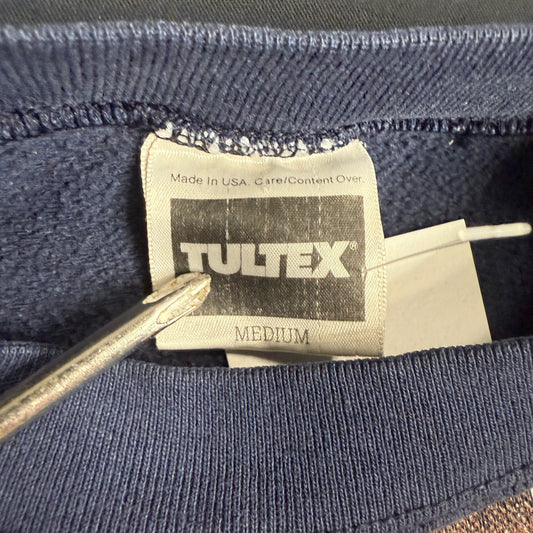 Made In USA. Care/Content Over.
TULTEX®
MEDIUM